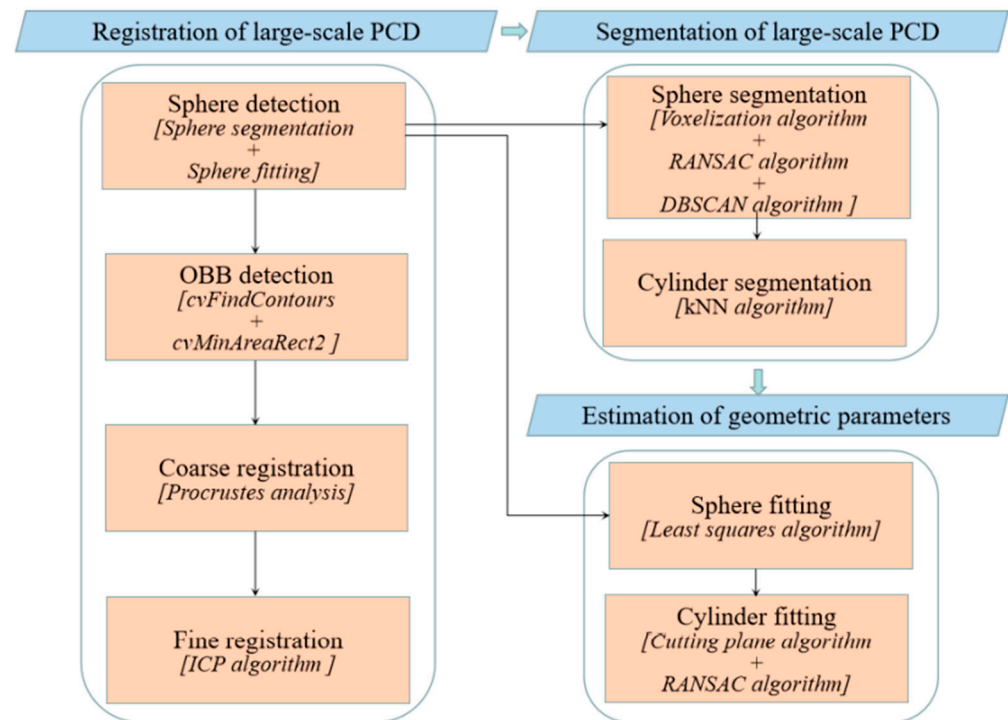 Registration of large-scale PCD
Sphere detection
[Sphere segmentation
+
Sphere fitting]
OBB detection
[cvFindContours
+
cvMinAreaRect2 ]
Coarse registration
[Procrustes analysis]
Fine registration
[ICP algorithm ]
Segmentation of large-scale PCD
Sphere segmentation
[Voxelization algorithm
+
RANSAC algorithm
+
DBSCAN algorithm ]
Cylinder segmentation
[kNN algorithm]
Estimation of geometric parameters
Sphere fitting
[Least squares algorithm]
Cylinder fitting
[Cutting plane algorithm
+
RANSAC algorithm]